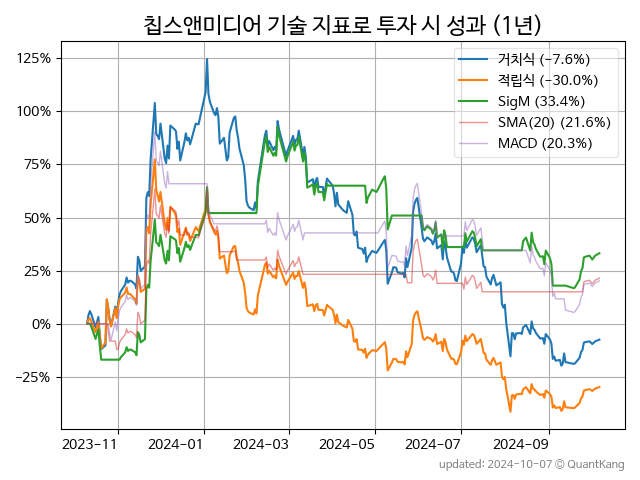 칩스앤미디어 기술 지표로 투자 시 성과 (1년)
125%
100%
75%
50%
25%
0%
−25%
거치식 (−7.6%)
적립식 (−30.0%)
SigM (33.4%)
SMA(20) (21.6%)
MACD (20.3%)
2023−11
2024−01
2024−03
2024−05
2024−07
2024−09
updated: 2024-10-07 © QuantKang